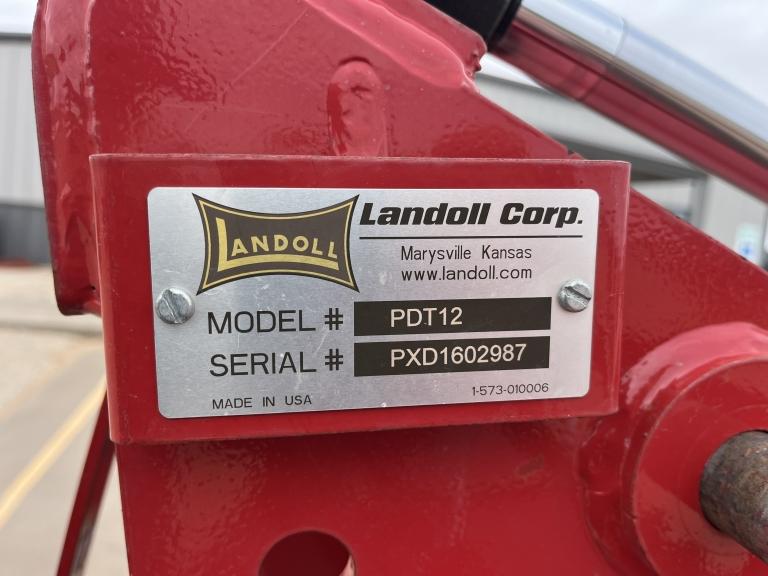 LANDOLL
Landoll Corp.
Marysville Kansas
www.landoll.com
MODEL # PDT12
SERIAL # PXD1602987
MADE IN USA
1-573-010006